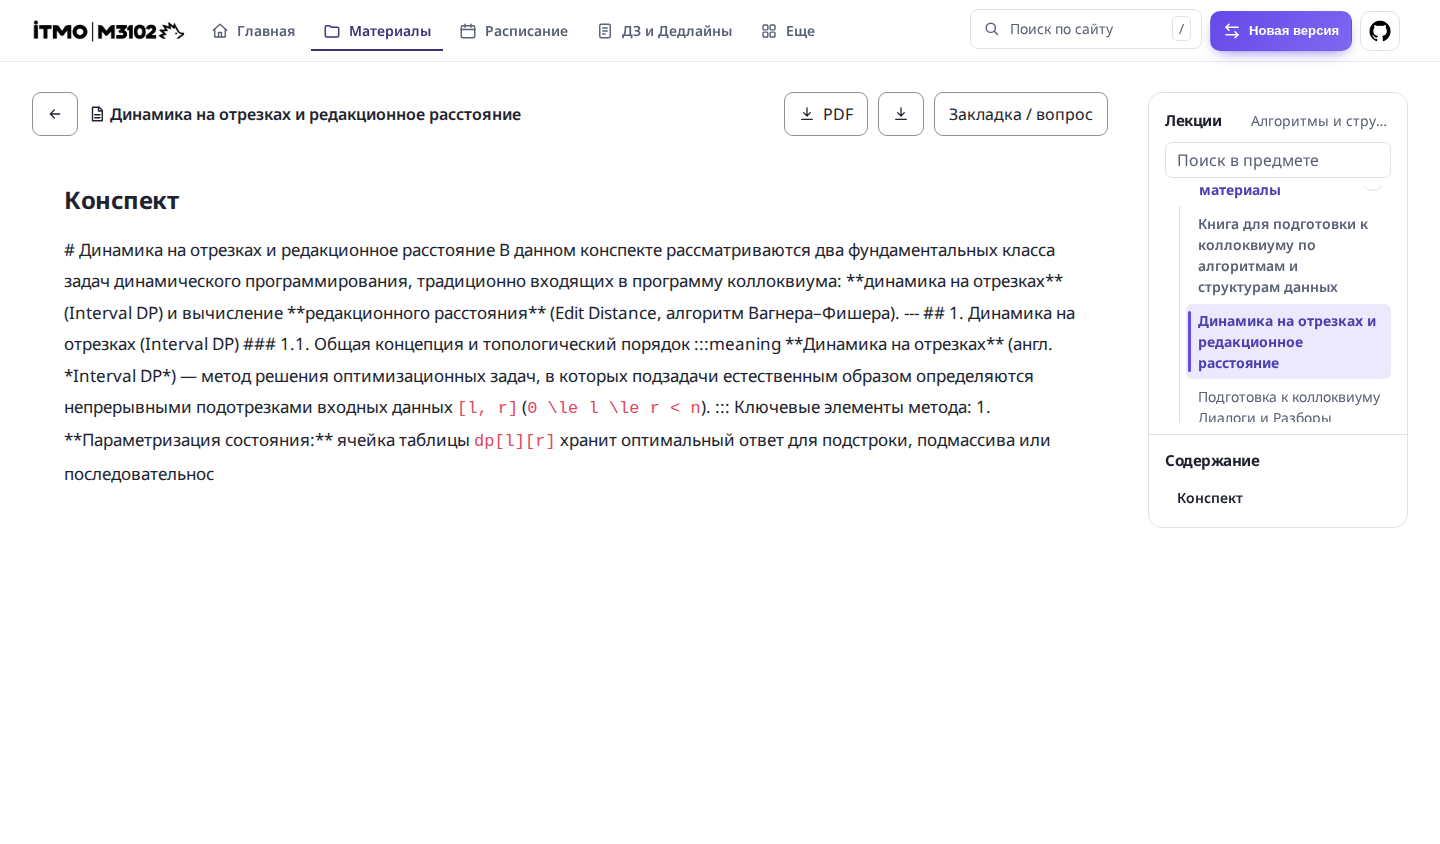 iTMO | M3102
Главная
Материалы
Расписание
ДЗ и Дедлайны
Еще
Поиск по сайту
/
Новая версия
Динамика на отрезках и редакционное расстояние
PDF
Закладка / вопрос
Конспект
# Динамика на отрезках и редакционное расстояние В данном конспекте рассматриваются два фундаментальных класса
задач динамического программирования, традиционно входящих в программу коллоквиума: **динамика на отрезках**
(Interval DP) и вычисление **редакционного расстояния** (Edit Distance, алгоритм Вагнера–Фишера). --- ## 1. Динамика на
отрезках (Interval DP) ### 1.1. Общая концепция и топологический порядок :::meaning **Динамика на отрезках** (англ.
*Interval DP*) — метод решения оптимизационных задач, в которых подзадачи естественным образом определяются
непрерывными подотрезками входных данных [l, r] (0 \le l \le r < n). ::: Ключевые элементы метода: 1.
**Параметризация состояния:** ячейка таблицы dp[l][r] хранит оптимальный ответ для подстроки, подмассива или
последовательнос
Лекции
Алгоритмы и стру...
Поиск в предмете
материалы
Книга для подготовки к
коллоквиуму по
алгоритмам и
структурам данных
Динамика на отрезках и
редакционное
расстояние
Подготовка к коллоквиуму
Диалоги и Разборы
Содержание
Конспект